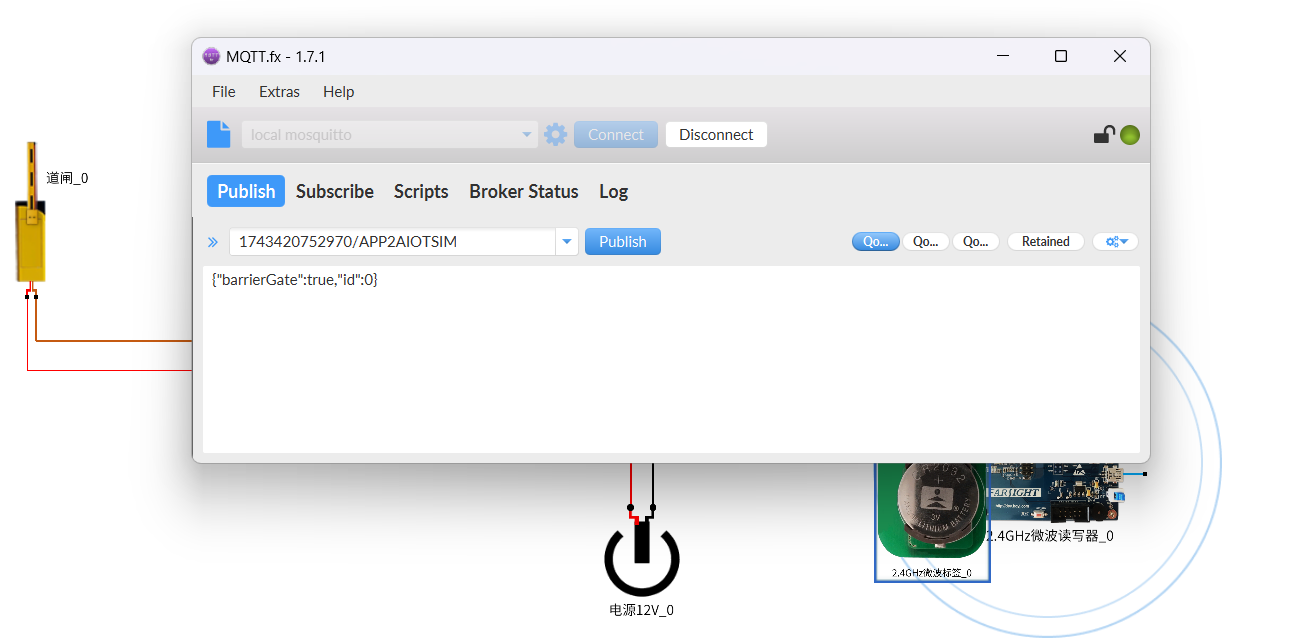 MQTT.fx - 1.7.1
File Extras Help
local mosquitto
Connect
Disconnect
Publish Subscribe Scripts Broker Status Log
1743420752970/APP2AIOTSIM
Publish
Qo... Qo... Qo... Retained
{"barrierGate":true,"id":0}
道闸_0
+
3V
LITHIUM BATTERY
FARSIGHT
2.4GHz微波读写器_0
2.4GHz微波标签_0
电源12V_0